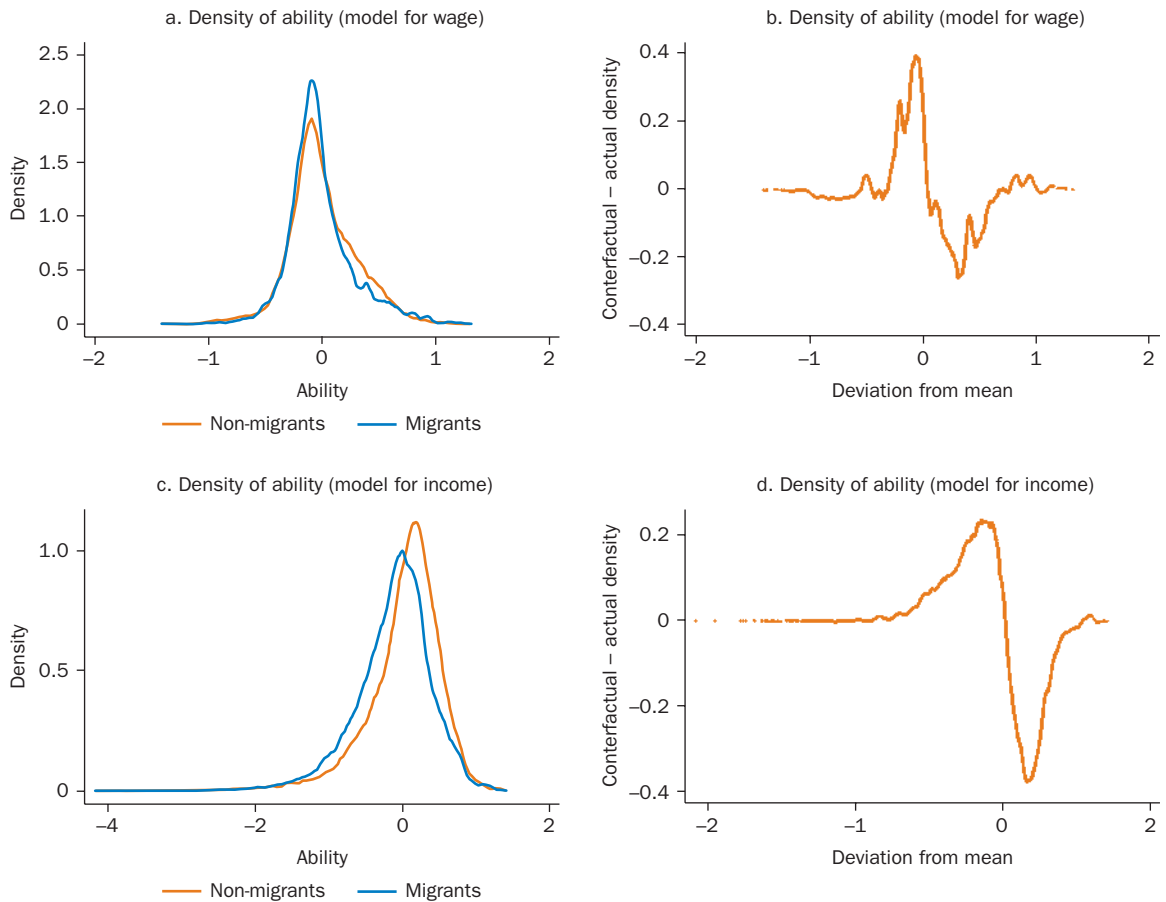 a. Density of ability (model for wage)
Density
2.5
2.0
1.5
1.0
0.5
0
–2
–1
0
1
2
Ability
Non-migrants
Migrants
b. Density of ability (model for wage)
Conterfactual – actual density
0.4
0.2
0
–0.2
–0.4
–2
–1
0
1
2
Deviation from mean
c. Density of ability (model for income)
Density
1.0
0.5
0
–4
–2
0
2
Ability
Non-migrants
Migrants
d. Density of ability (model for income)
Conterfactual – actual density
0.2
0
–0.2
–0.4
–2
–1
0
1
2
Deviation from mean